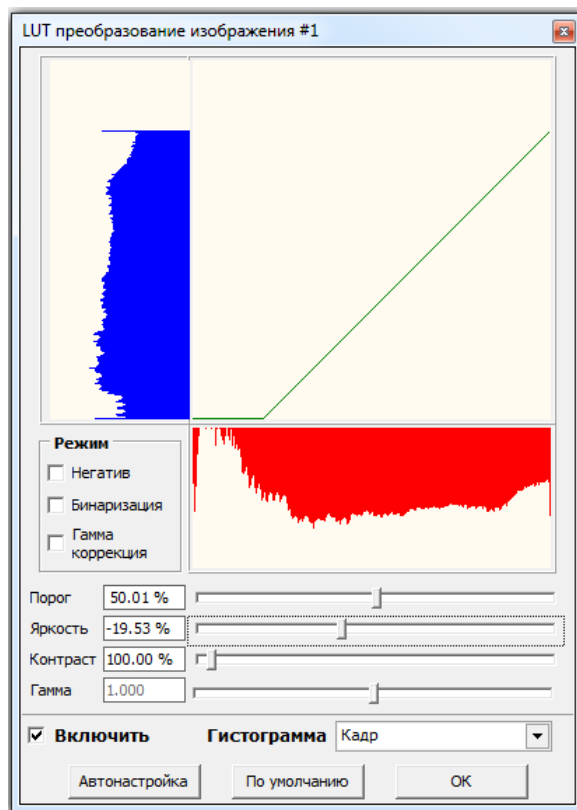 LUT преобразование изображения #1
Режим
Негатив
Бинаризация
Гамма
коррекция
Порог 50.01 %
Яркость -19.53 %
Контраст 100.00 %
Гамма 1.000
Включить Гистограмма Кадр
Автонастройка По умолчанию OK